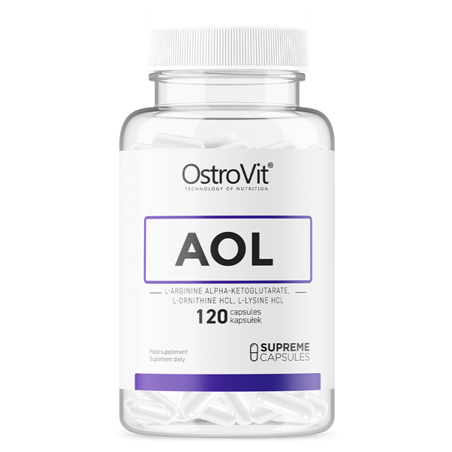 OstroVit®
TECHNOLOGY OF NUTRITION
AOL
L-ARGININE ALPHA-KETOGLUTARATE,
L-ORNITHINE HCL, L-LYSINE HCL
120 capsules
kapsułek
Food supplement
Suplement diety
SUPREME
CAPSULES